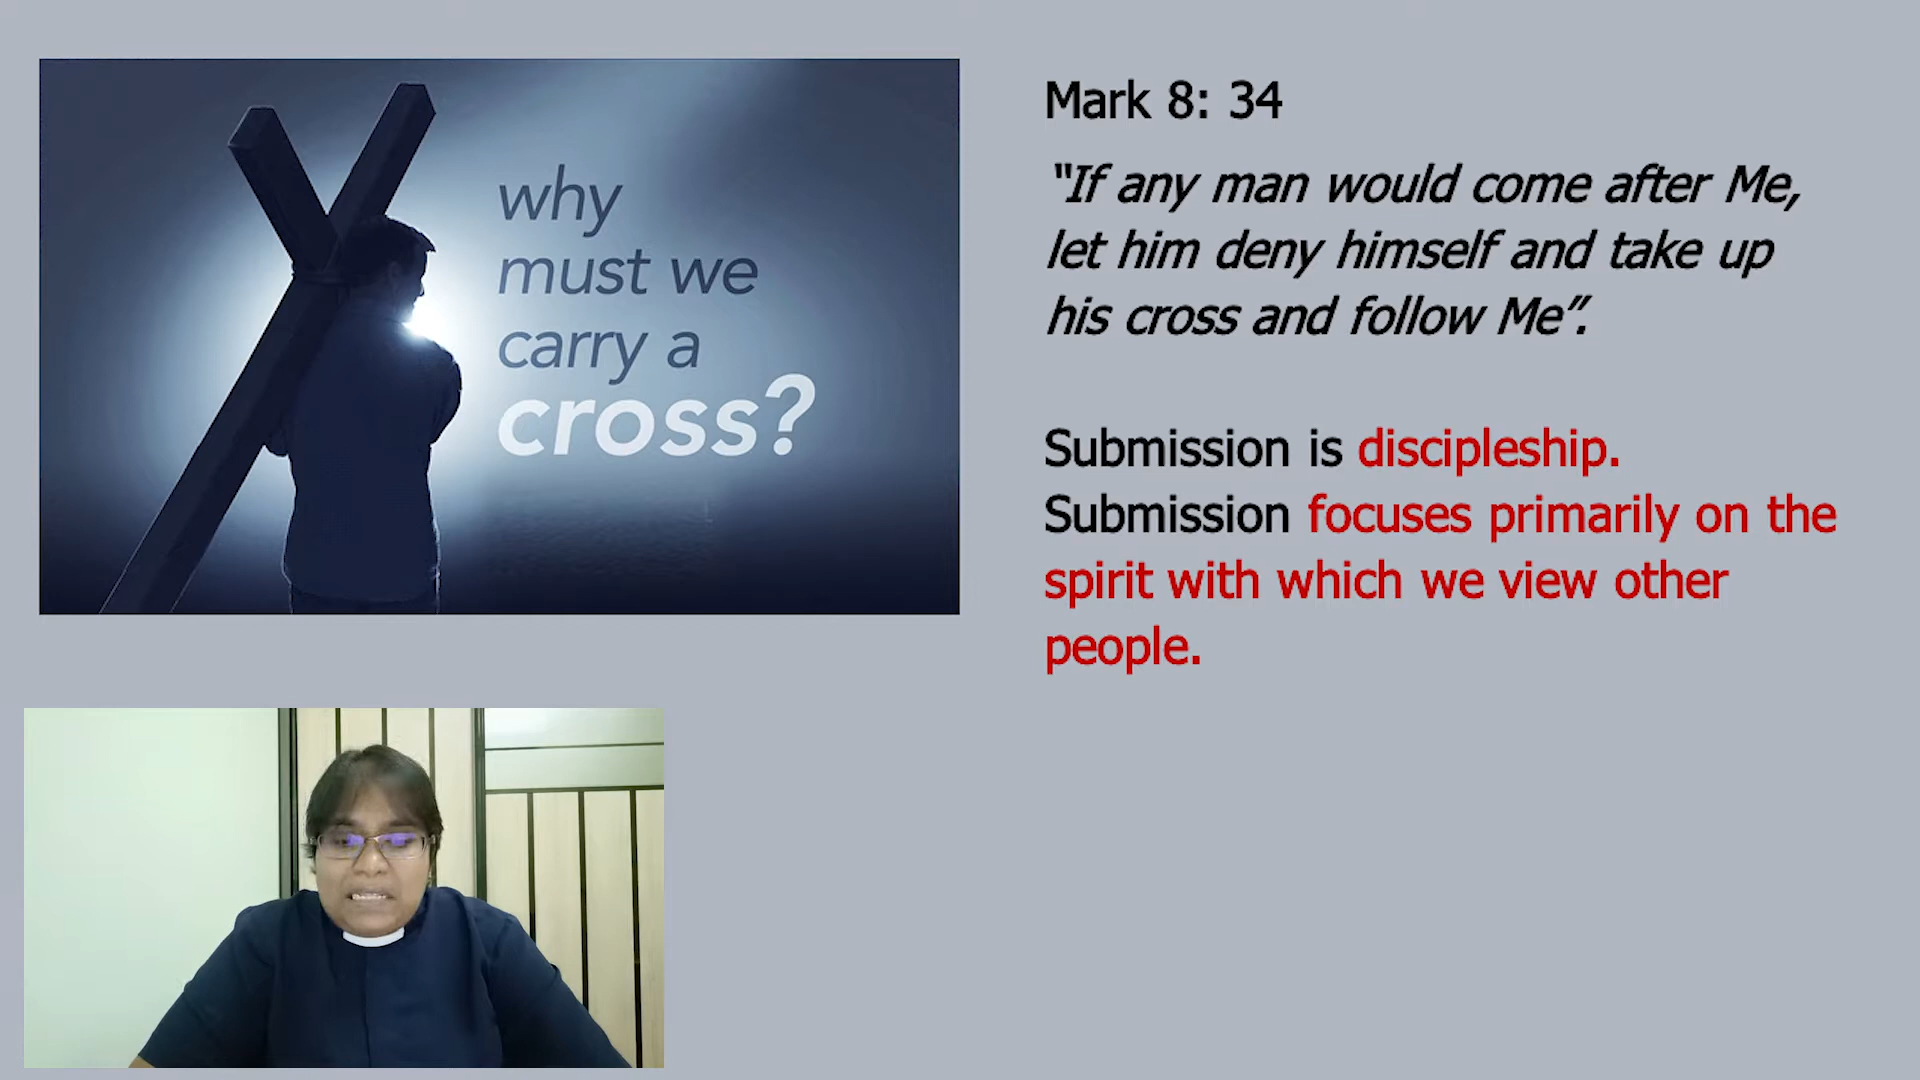 why
must we
carry a
cross?
Mark 8: 34
“If any man would come after Me,
let him deny himself and take up
his cross and follow Me”.
Submission is discipleship.
Submission focuses primarily on the
spirit with which we view other
people.